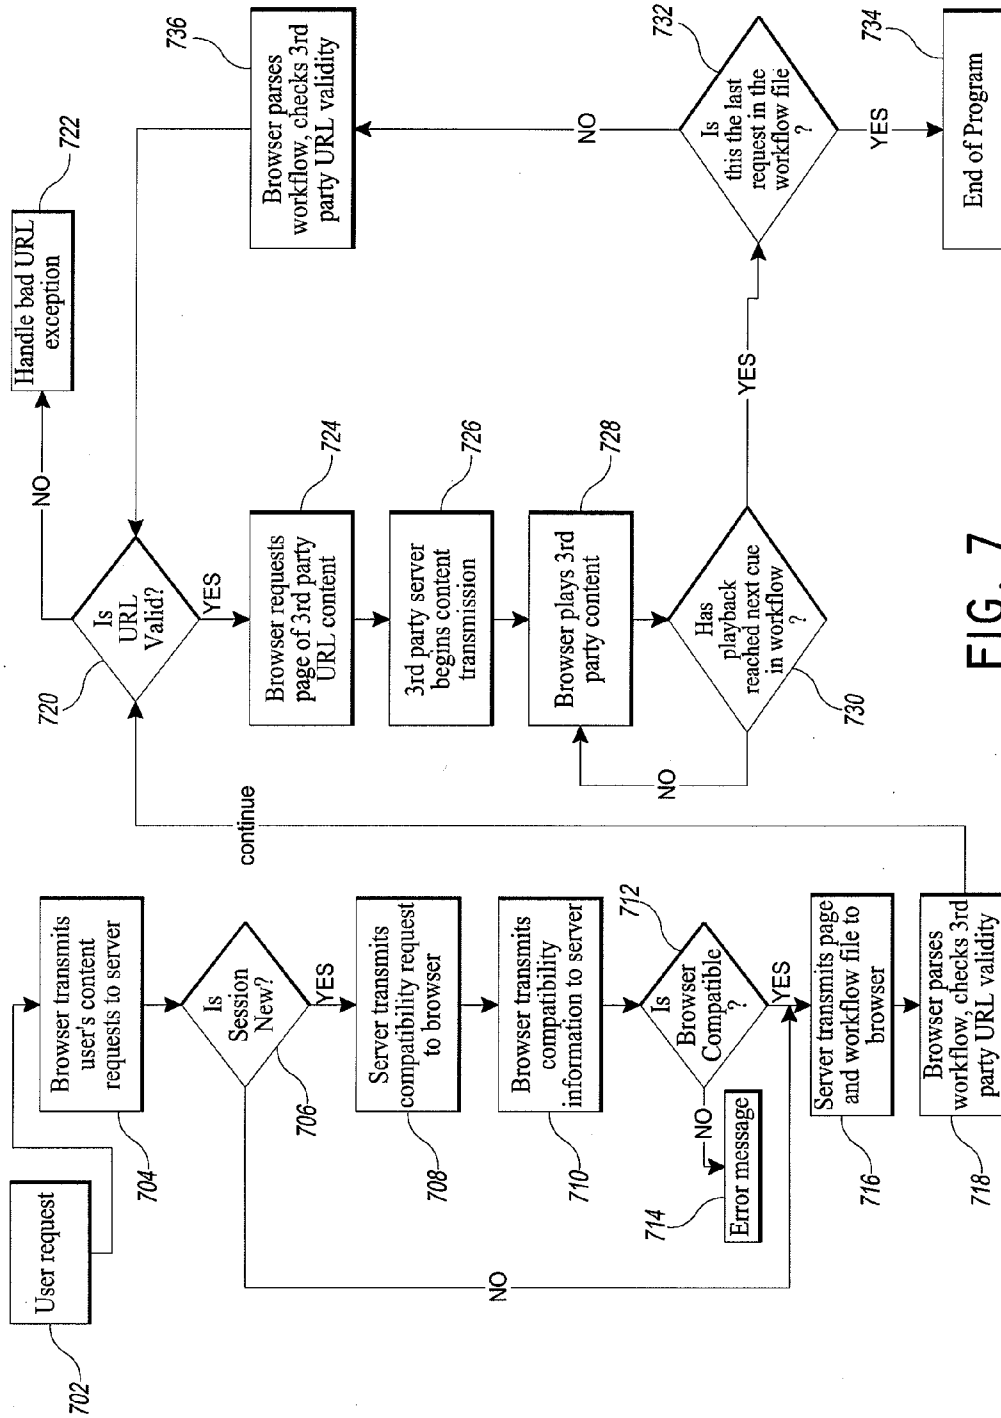 702
User request
704
Browser transmits
user's content
requests to server
706
Is
Session
New?
YES
NO
708
Server transmits
compatibility request
to browser
710
Browser transmits
compatibility
information to server
712
Is
Browser
Compatible
?
NO
714
Error message
YES
716
Server transmits page
and workflow file to
browser
718
Browser parses
workflow, checks 3rd
party URL validity
continue
720
Is
URL
Valid?
NO
722
Handle bad URL
exception
YES
724
Browser requests
page of 3rd party
URL content
726
3rd party server
begins content
transmission
728
Browser plays 3rd
party content
730
Has
playback
reached next cue
in workflow
?
NO
YES
732
Is
this the last
request in the
workflow file
?
NO
YES
734
End of Program
736
Browser parses
workflow, checks 3rd
party URL validity
FIG. 7